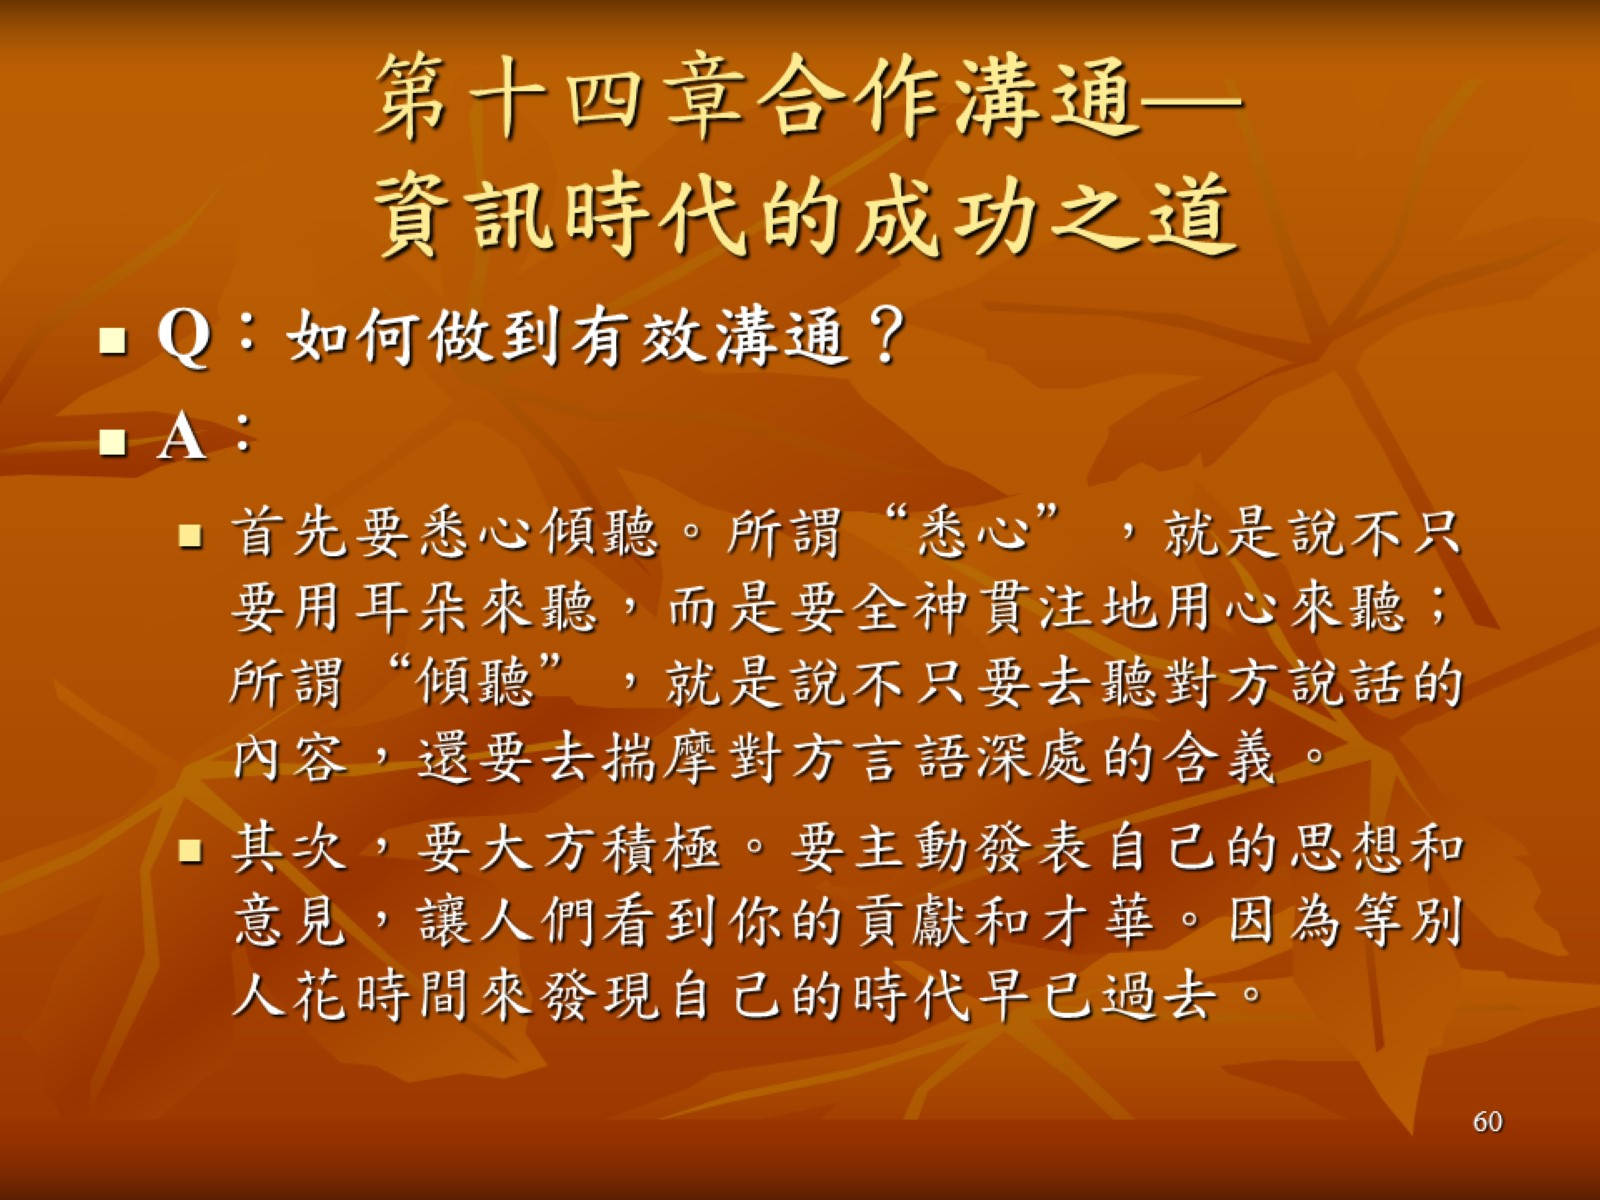 第十四章合作溝通—
資訊時代的成功之道
Q：如何做到有效溝通？
A：
首先要悉心傾聽。所謂“悉心”，就是說不只
要用耳朵來聽，而是要全神貫注地用心來聽；
所謂“傾聽”，就是說不只要去聽對方說話的
內容，還要去揣摩對方言語深處的含義。
其次，要大方積極。要主動發表自己的思想和
意見，讓人們看到你的貢獻和才華。因為等別
人花時間來發現自己的時代早已過去。
60